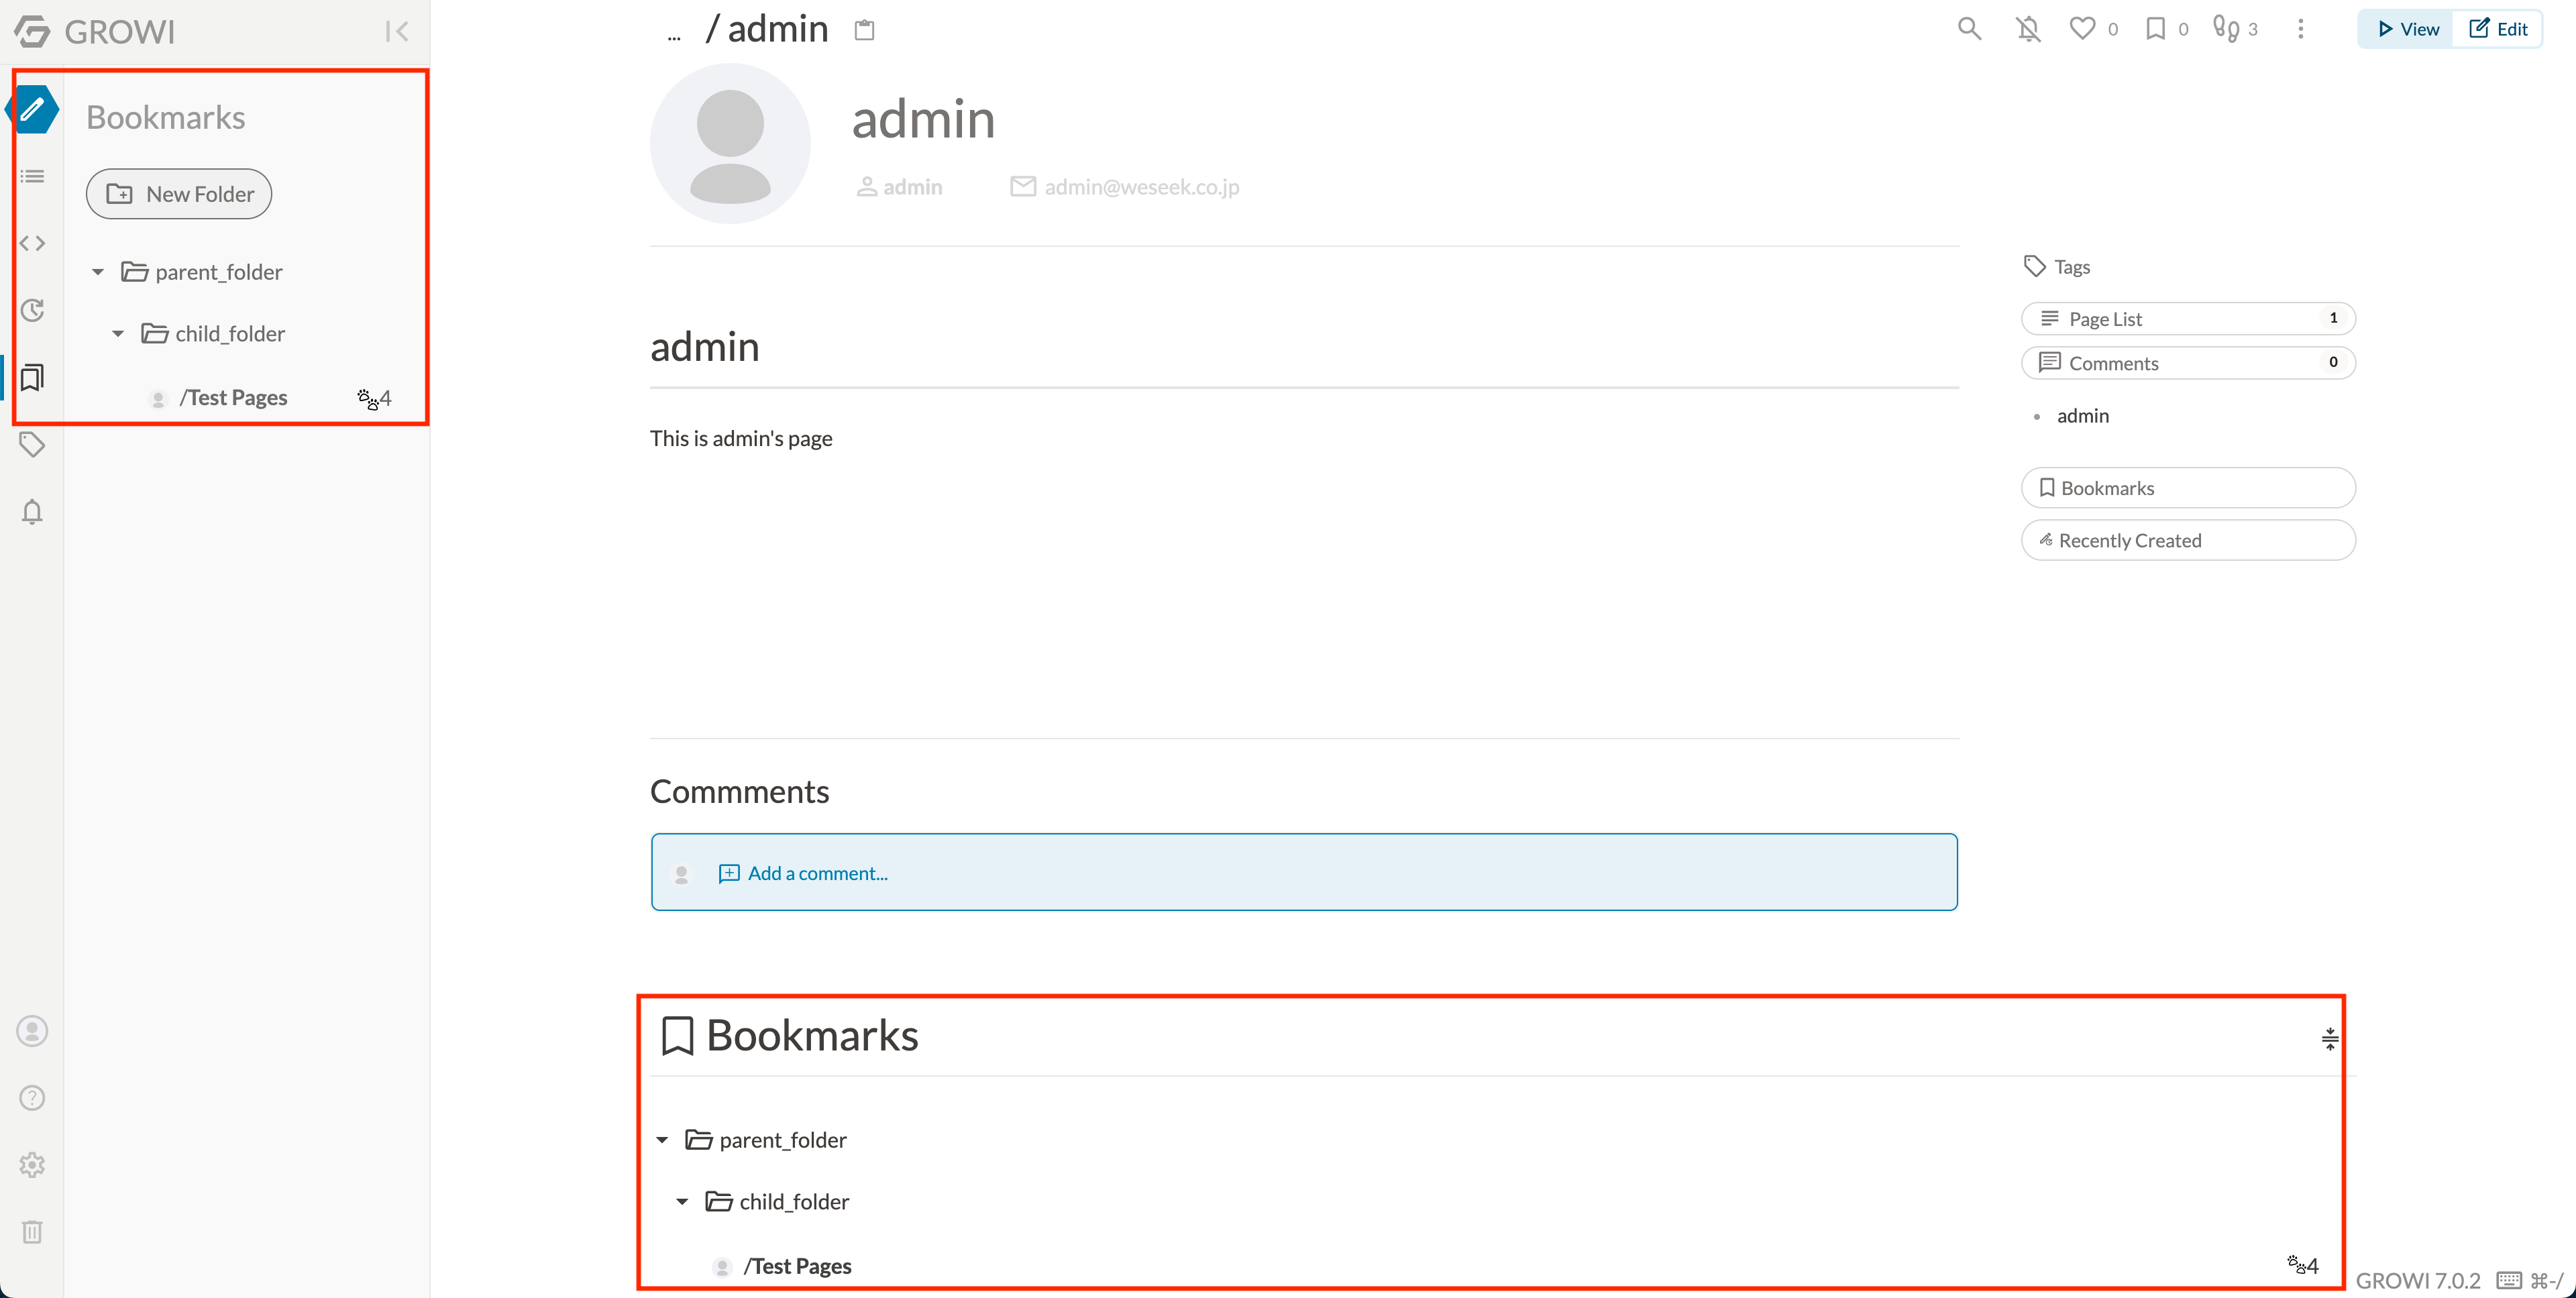 GROWI
Bookmarks
New Folder
parent_folder
child_folder
/Test Pages 4
... / admin
0 0 3
View Edit
admin
admin admin@weseek.co.jp
admin
This is admin's page
Tags
Page List 1
Comments 0
admin
Bookmarks
Recently Created
Commments
Add a comment...
Bookmarks
parent_folder
child_folder
/Test Pages 4
GROWI 7.0.2 ⌘-/